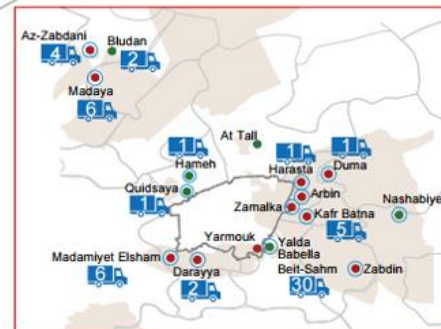 Az-Zabdani
Bludan
4
2
Madaya
6
1
At Tall
1
1
Hameh
Harasta
Duma
Quidsaya
Arbin
1
Zamalka
Kafr Batna
Nashabiye
5
Yarmouk
Yalda
Madamiyet Elsham
Babella
Darayya
Beit-Sahm
Zabdin
6
2
30